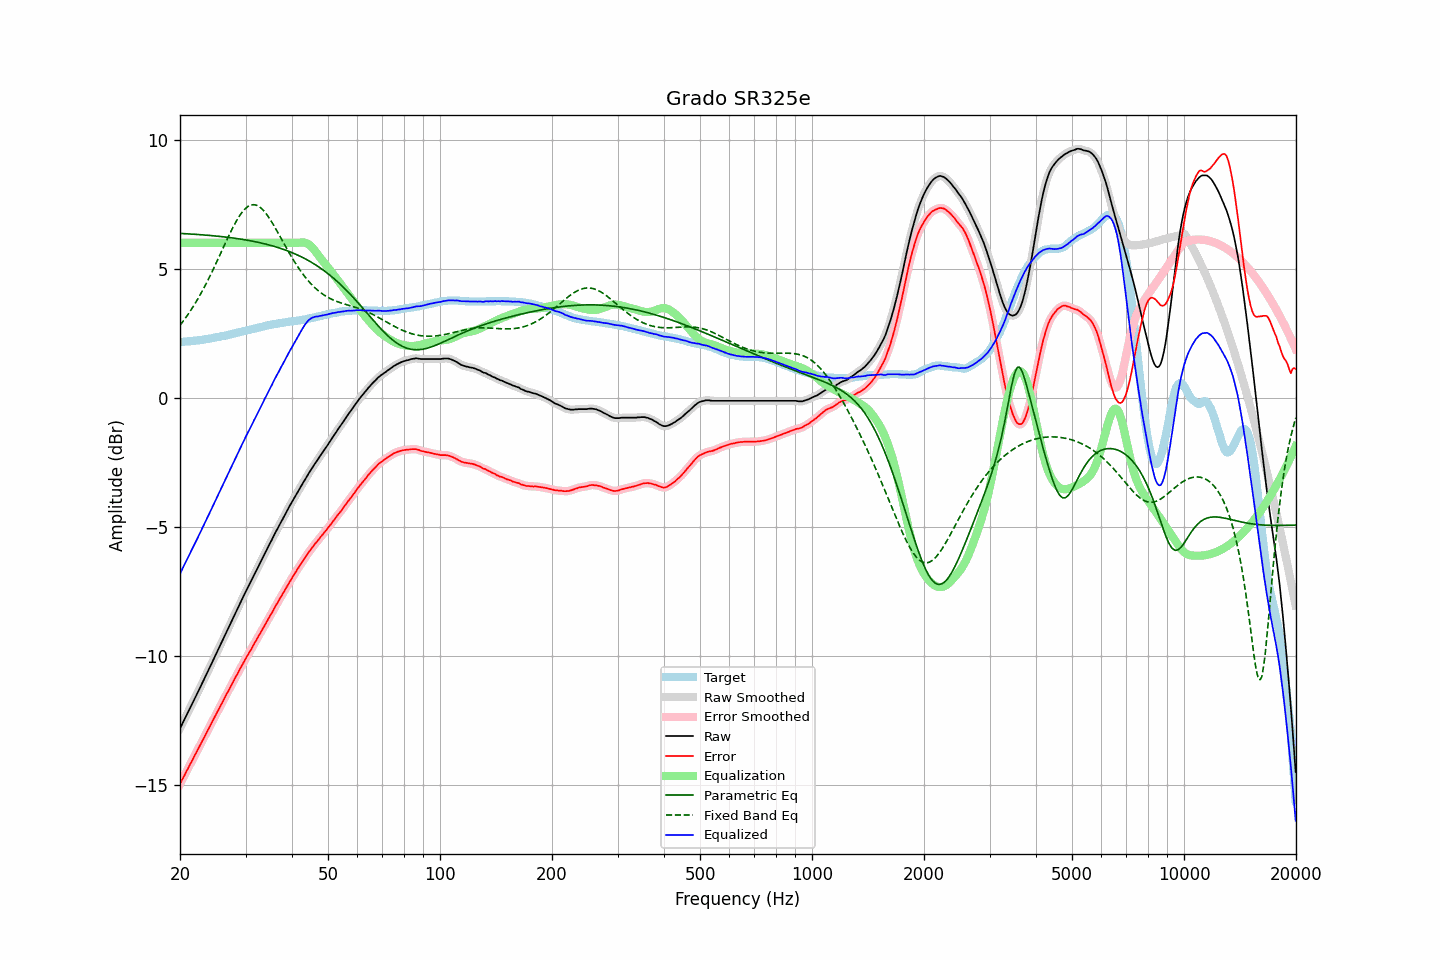 Grado SR325e
Amplitude (dBr)
10
5
0
−5
−10
−15
Target
Raw Smoothed
Error Smoothed
Raw
Error
Equalization
Parametric Eq
Fixed Band Eq
Equalized
20 50 100 200 500 1000 2000 5000 10000 20000
Frequency (Hz)